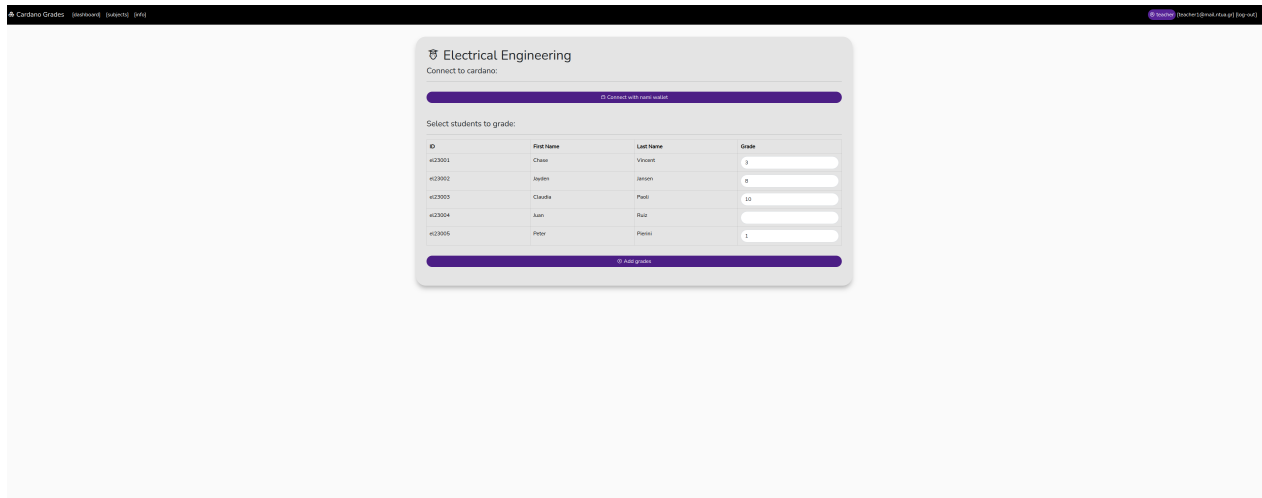 Cardano Grades [dashboard] [subjects] [info] teacher [teacher1@mail.ntua.gr] [log-out]
Electrical Engineering
Connect to cardano:
Connect with nami wallet
Select students to grade:
ID First Name Last Name Grade
el23001 Chase Vincent 3
el23002 Jayden Jansen 8
el23003 Claudia Paoli 10
el23004 Juan Ruiz
el23005 Peter Pierini 1
Add grades